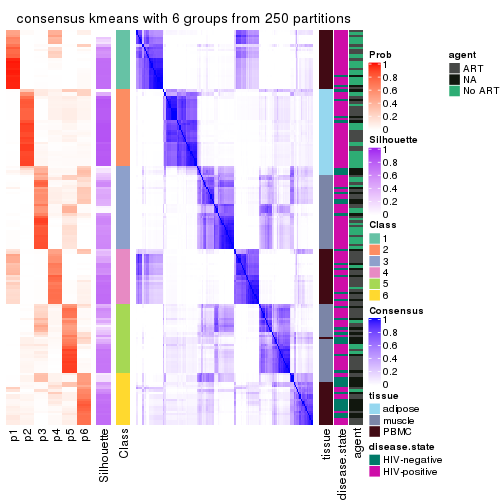 consensus kmeans with 6 groups from 250 partitions
p1
p2
p3
p4
p5
p6
Silhouette
Class
tissue
disease.state
agent
Prob
1
0.8
0.6
0.4
0.2
0
Silhouette
1
0.8
0.6
0.4
0.2
0
Class
1
2
3
4
5
6
Consensus
1
0.8
0.6
0.4
0.2
0
tissue
adipose
muscle
PBMC
disease.state
HIV-negative
HIV-positive
agent
ART
NA
No ART